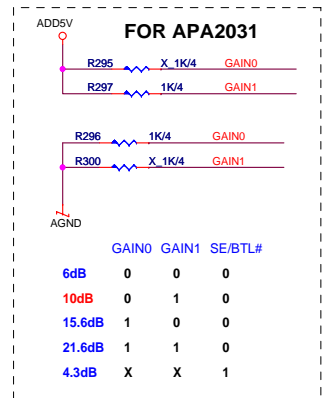 ADD5V
FOR APA2031
R295 X_1K/4 GAIN0
R297 1K/4 GAIN1
R296 1K/4 GAIN0
R300 X_1K/4 GAIN1
AGND
GAIN0 GAIN1 SE/BTL#
6dB 0 0 0
10dB 0 1 0
15.6dB 1 0 0
21.6dB 1 1 0
4.3dB X X 1